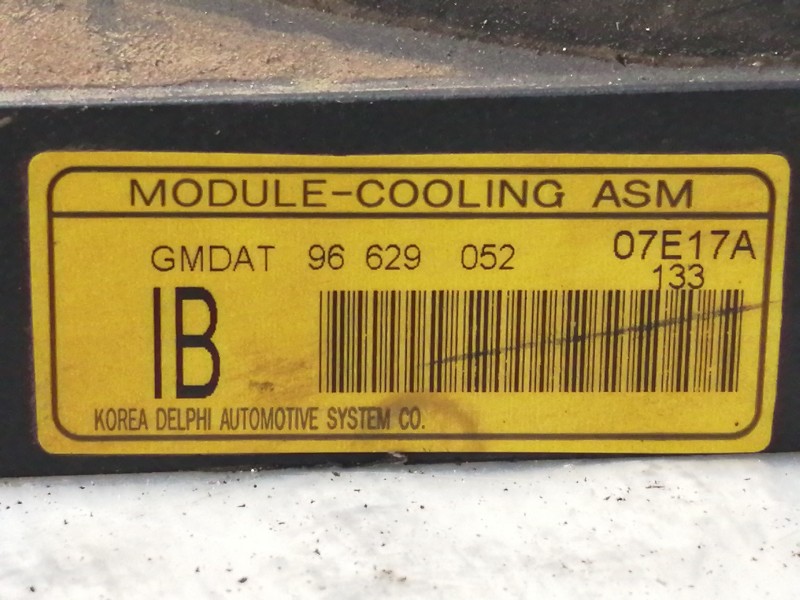 MODULE-COOLING ASM
GMDAT 96 629 052 07E17A
133
IB
KOREA DELPHI AUTOMOTIVE SYSTEM CO.